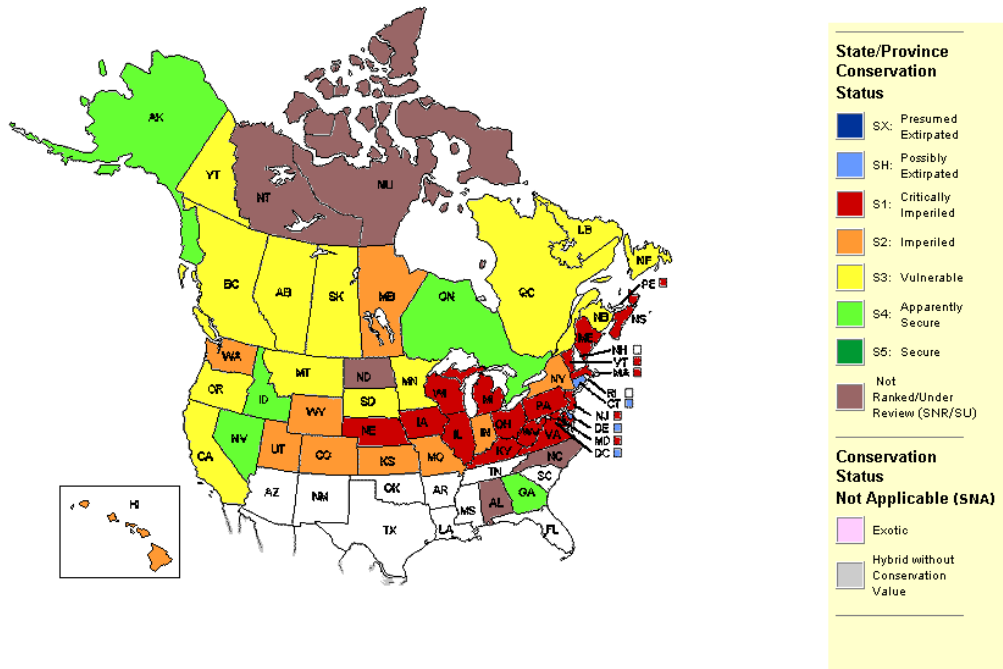 AK
YT
NT
NU
BC
AB
SK
MB
ON
QC
LB
NF
PE
NB
NS
ME
NH
VT
MA
RI
CT
NJ
DE
MD
DC
WA
MT
ND
MN
OR
ID
WY
SD
WI
MI
NY
PA
NV
CA
UT
CO
NE
KS
IA
MO
IL
IN
OH
KY
WV
VA
AZ
NM
OK
TX
AR
LA
TN
MS
AL
NC
SC
GA
FL
HI
State/Province
Conservation
Status
SX: Presumed
Extirpated
SH: Possibly
Extirpated
S1: Critically
Imperiled
S2: Imperiled
S3: Vulnerable
S4: Apparently
Secure
S5: Secure
Not
Ranked/Under
Review (SNR/SU)
Conservation
Status
Not Applicable (SNA)
Exotic
Hybrid without
Conservation
Value